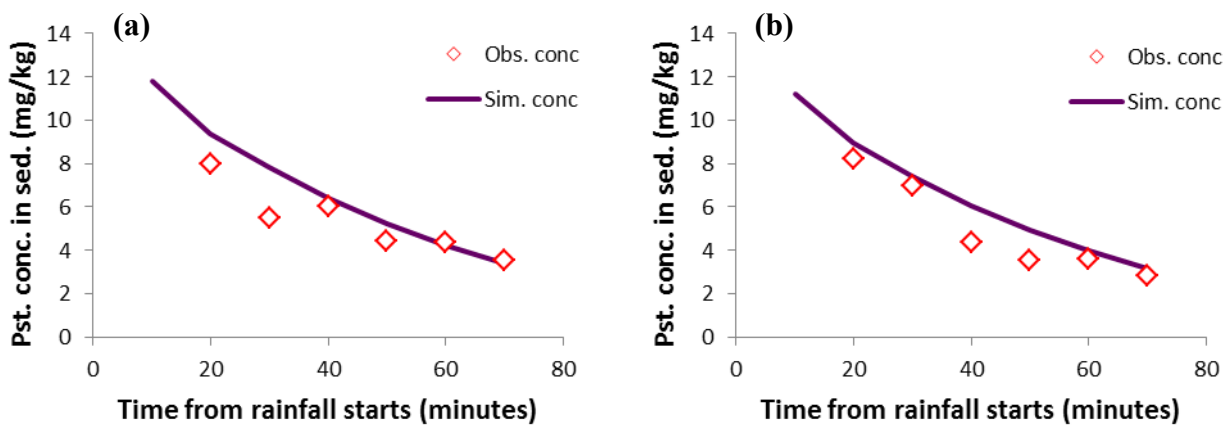 (a)
Pst. conc. in sed. (mg/kg)
14
12
10
8
6
4
2
0
0 20 40 60 80
Time from rainfall starts (minutes)
Obs. conc
Sim. conc
(b)
Pst. conc. in sed. (mg/kg)
14
12
10
8
6
4
2
0
0 20 40 60 80
Time from rainfall starts (minutes)
Obs. conc
Sim. conc